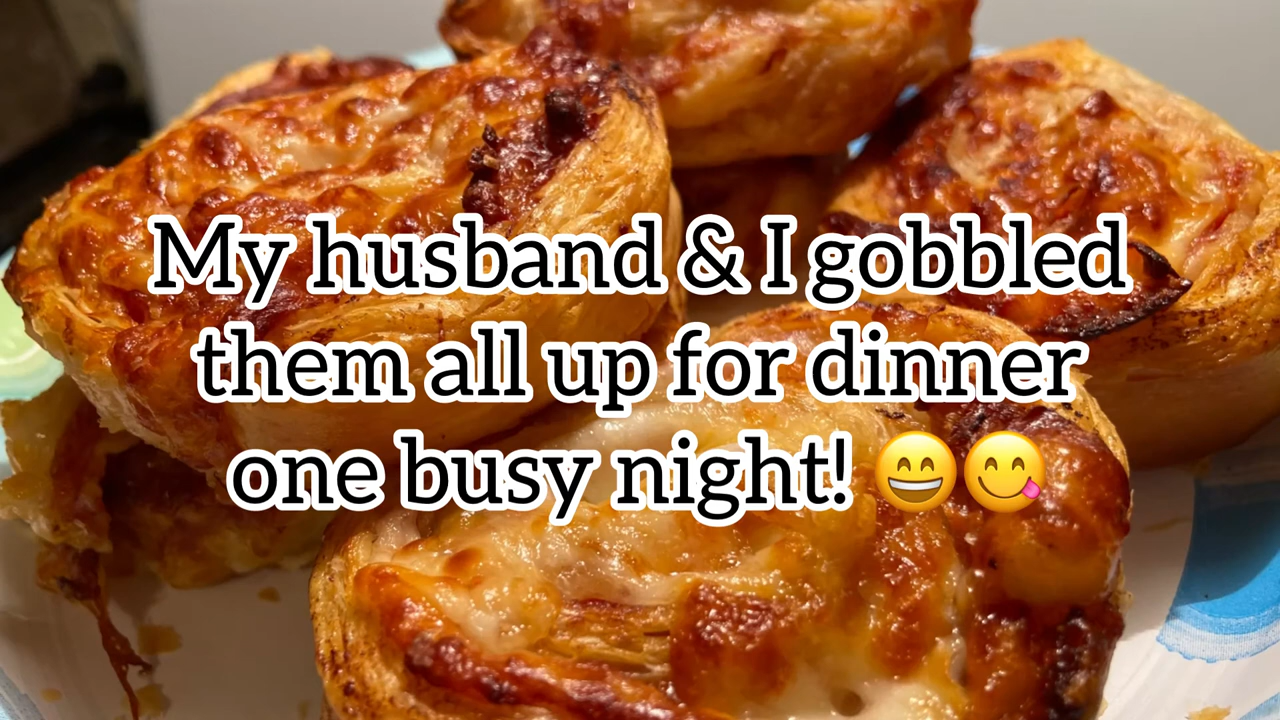 My husband & I gobbled
them all up for dinner
one busy night! 😄😋